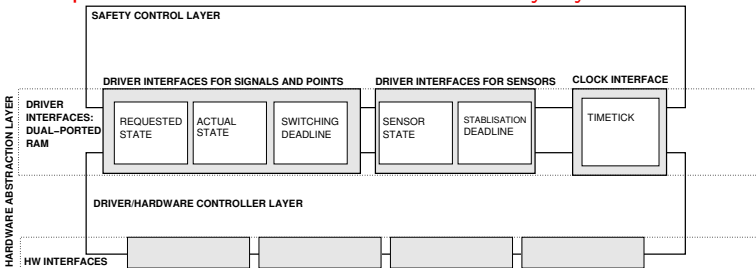 SAFETY CONTROL LAYER
DRIVER INTERFACES FOR SIGNALS AND POINTS
DRIVER INTERFACES FOR SENSORS
CLOCK INTERFACE
HARDWARE ABSTRACTION LAYER
DRIVER
INTERFACES:
DUAL-PORTED
RAM
REQUESTED
STATE
ACTUAL
STATE
SWITCHING
DEADLINE
SENSOR
STATE
STABLISATION
DEADLINE
TIMETICK
DRIVER/HARDWARE CONTROLLER LAYER
HW INTERFACES